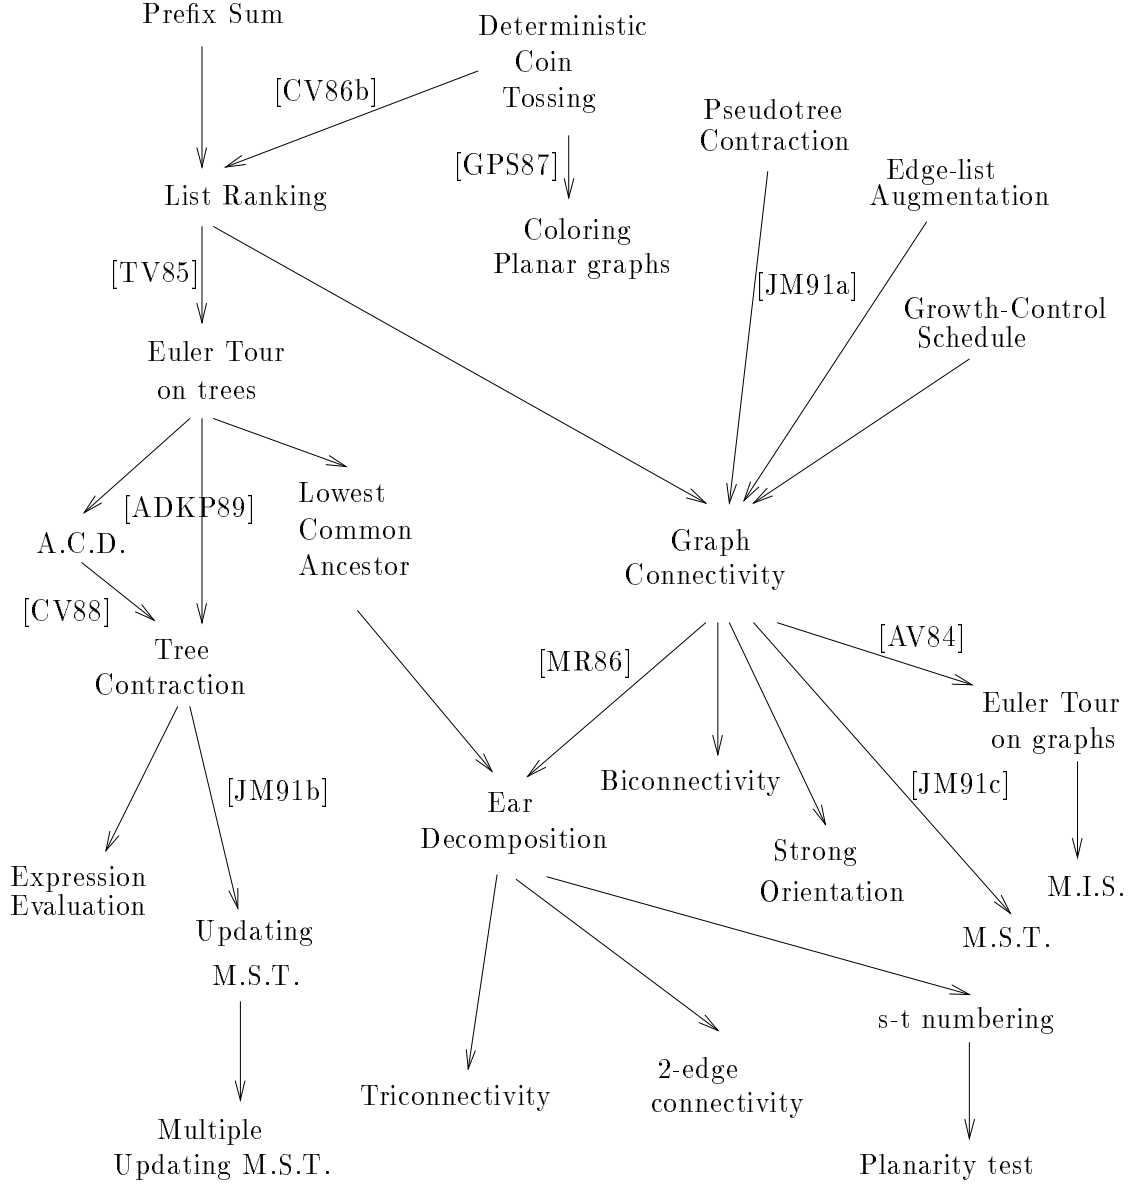 Prefix Sum
Deterministic
Coin
Tossing
[CV86b]
Pseudotree
Contraction
[GPS87]
Edge-list
Augmentation
List Ranking
Coloring
Planar graphs
[TV85]
[JM91a]
Growth-Control
Schedule
Euler Tour
on trees
Lowest
Common
Ancestor
[ADKP89]
A.C.D.
Graph
Connectivity
[CV88]
Tree
Contraction
[MR86]
[AV84]
Euler Tour
on graphs
[JM91b]
Biconnectivity
[JM91c]
Ear
Decomposition
Strong
Orientation
Expression
Evaluation
M.I.S.
Updating
M.S.T.
M.S.T.
s-t numbering
Triconnectivity
2-edge
connectivity
Multiple
Updating M.S.T.
Planarity test